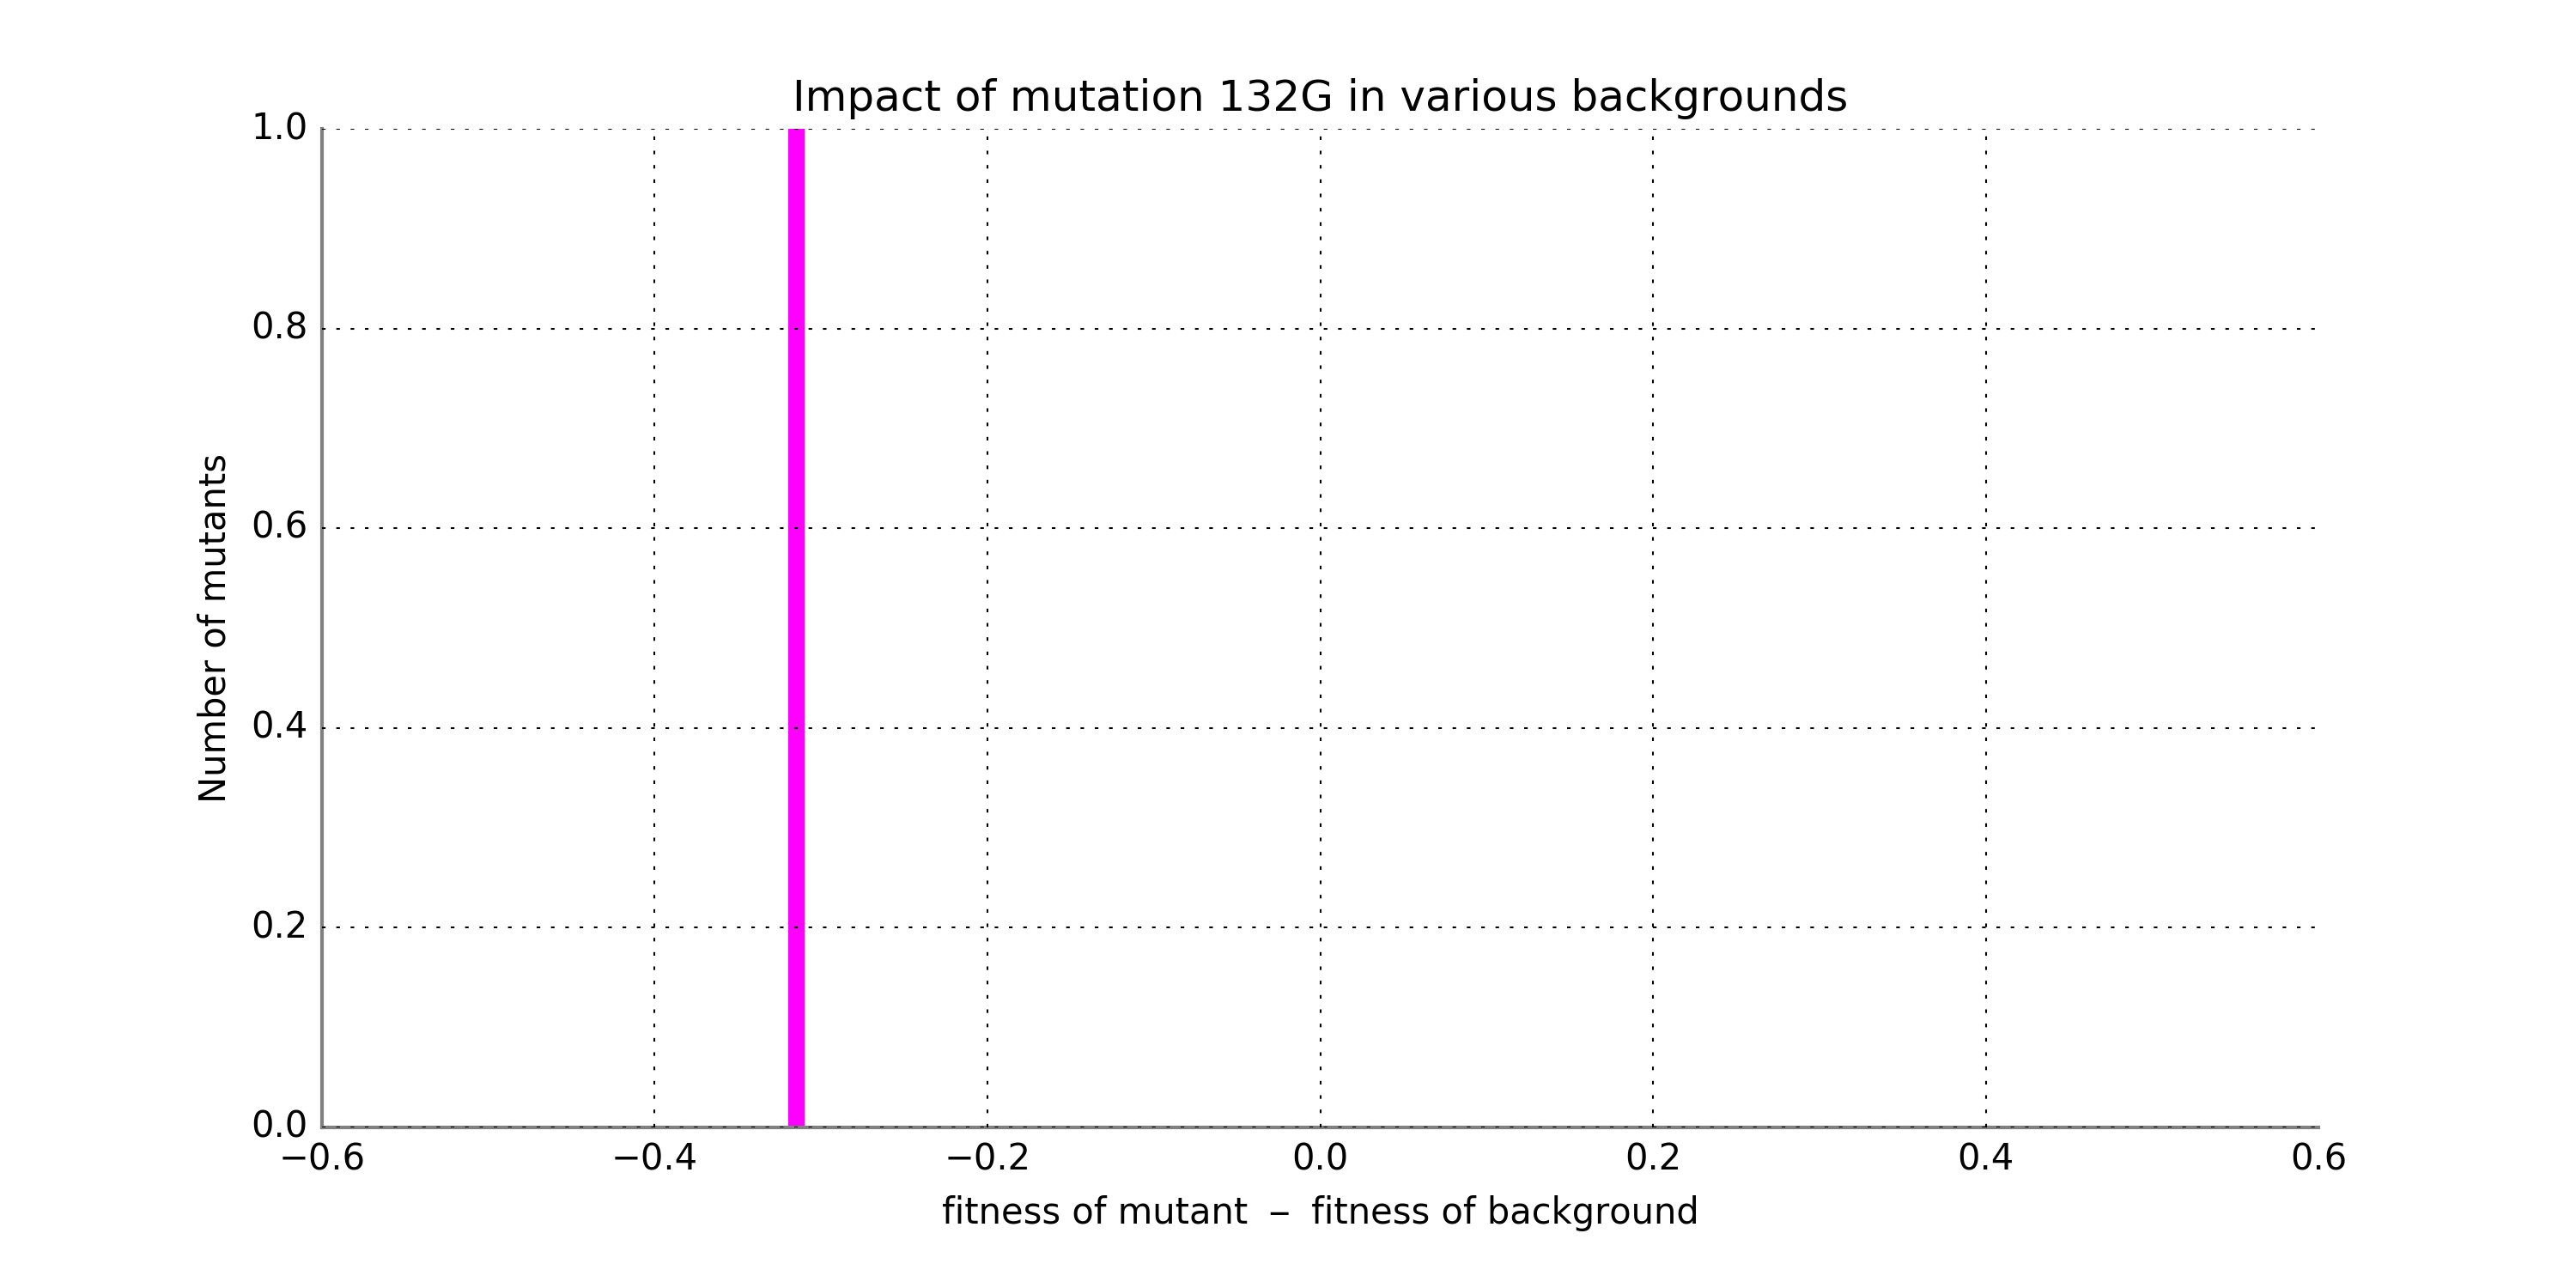 Impact of mutation 132G in various backgrounds
1.0
0.8
0.6
0.4
0.2
0.0
Number of mutants
−0.6 −0.4 −0.2 0.0 0.2 0.4 0.6
fitness of mutant − fitness of background